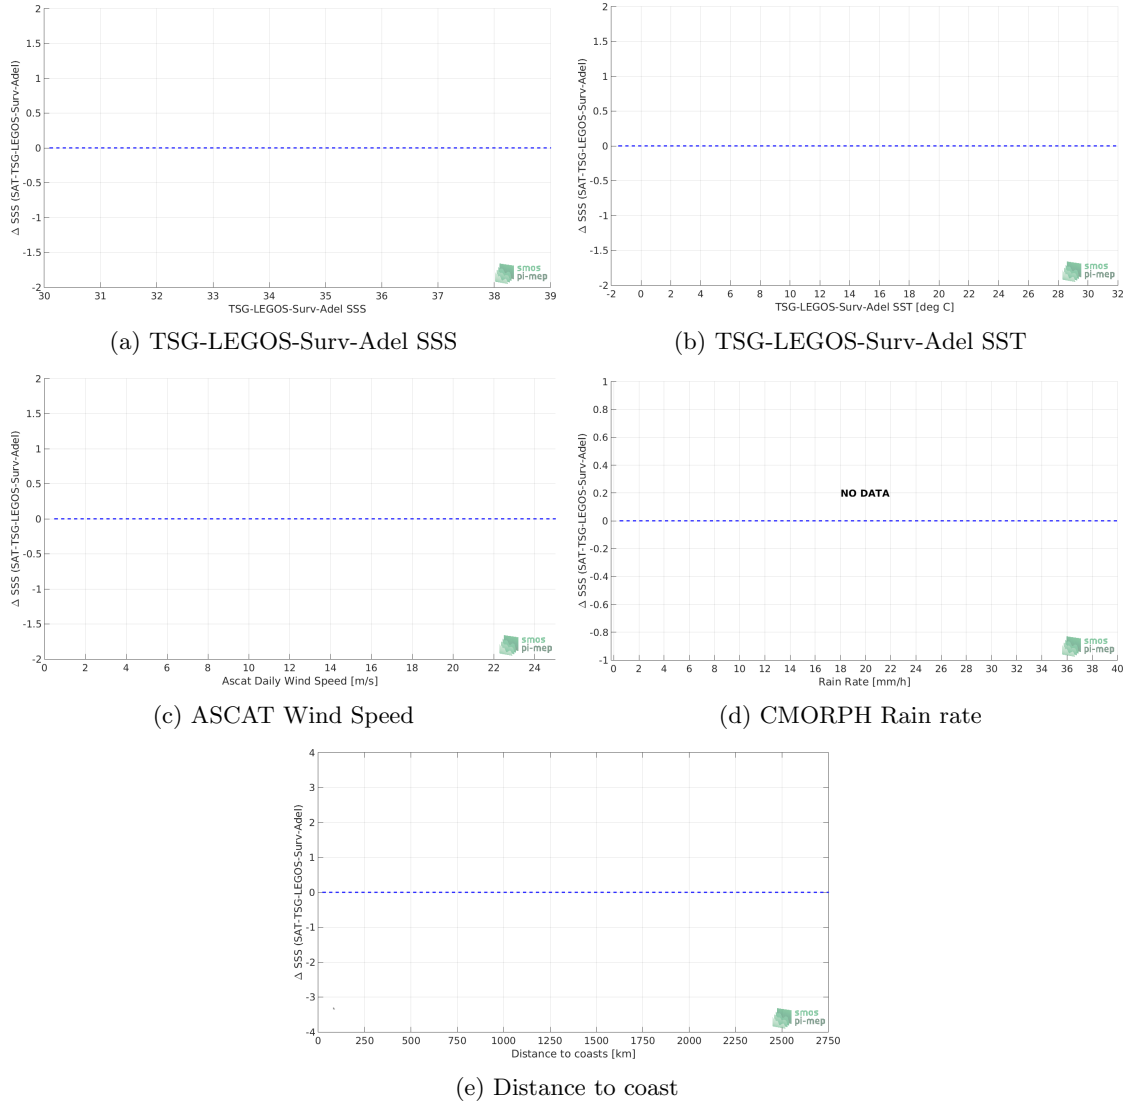 Δ SSS (SAT-TSG-LEGOS-Surv-Adel)
2
1.5
1
0.5
0
-0.5
-1
-1.5
-2
30 31 32 33 34 35 36 37 38 39
TSG-LEGOS-Surv-Adel SSS
smos
pi-mep
(a) TSG-LEGOS-Surv-Adel SSS
Δ SSS (SAT-TSG-LEGOS-Surv-Adel)
2
1.5
1
0.5
0
-0.5
-1
-1.5
-2
-2 0 2 4 6 8 10 12 14 16 18 20 22 24 26 28 30 32
TSG-LEGOS-Surv-Adel SST [deg C]
smos
pi-mep
(b) TSG-LEGOS-Surv-Adel SST
Δ SSS (SAT-TSG-LEGOS-Surv-Adel)
2
1.5
1
0.5
0
-0.5
-1
-1.5
-2
0 2 4 6 8 10 12 14 16 18 20 22 24
Ascat Daily Wind Speed [m/s]
smos
pi-mep
(c) ASCAT Wind Speed
Δ SSS (SAT-TSG-LEGOS-Surv-Adel)
1
0.8
0.6
0.4
0.2
0
-0.2
-0.4
-0.6
-0.8
-1
NO DATA
0 2 4 6 8 10 12 14 16 18 20 22 24 26 28 30 32 34 36 38 40
Rain Rate [mm/h]
smos
pi-mep
(d) CMORPH Rain rate
Δ SSS (SAT-TSG-LEGOS-Surv-Adel)
4
3
2
1
0
-1
-2
-3
-4
0 250 500 750 1000 1250 1500 1750 2000 2250 2500 2750
Distance to coasts [km]
smos
pi-mep
(e) Distance to coast